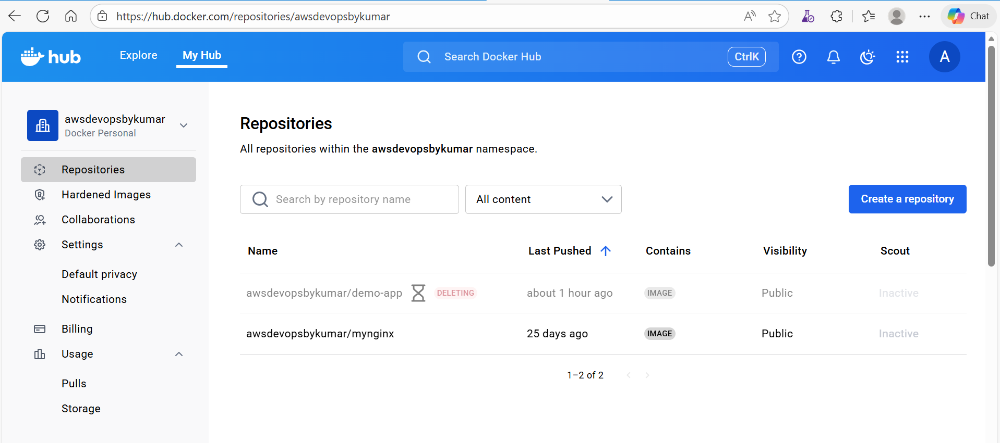 https://hub.docker.com/repositories/awsdevopsbykumar
Chat
hub
Explore
My Hub
Search Docker Hub
CtrlK
A
awsdevopsbykumar
Docker Personal
Repositories
Hardened Images
Collaborations
Settings
Default privacy
Notifications
Billing
Usage
Pulls
Storage
Repositories
All repositories within the awsdevopsbykumar namespace.
Search by repository name
All content
Create a repository
Name Last Pushed Contains Visibility Scout
awsdevopsbykumar/demo-app DELETING about 1 hour ago IMAGE Public Inactive
awsdevopsbykumar/mynginx 25 days ago IMAGE Public Inactive
1–2 of 2